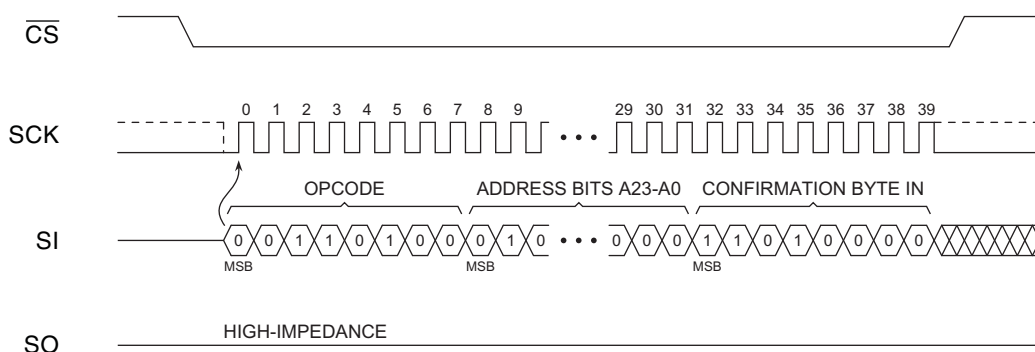 CS
0 1 2 3 4 5 6 7 8 9 29 30 31 32 33 34 35 36 37 38 39
SCK
OPCODE ADDRESS BITS A23-A0 CONFIRMATION BYTE IN
SI 0 0 1 1 0 1 0 0 0 1 0 0 0 0 1 1 0 1 0 0 0 0
MSB MSB MSB
HIGH-IMPEDANCE
SO